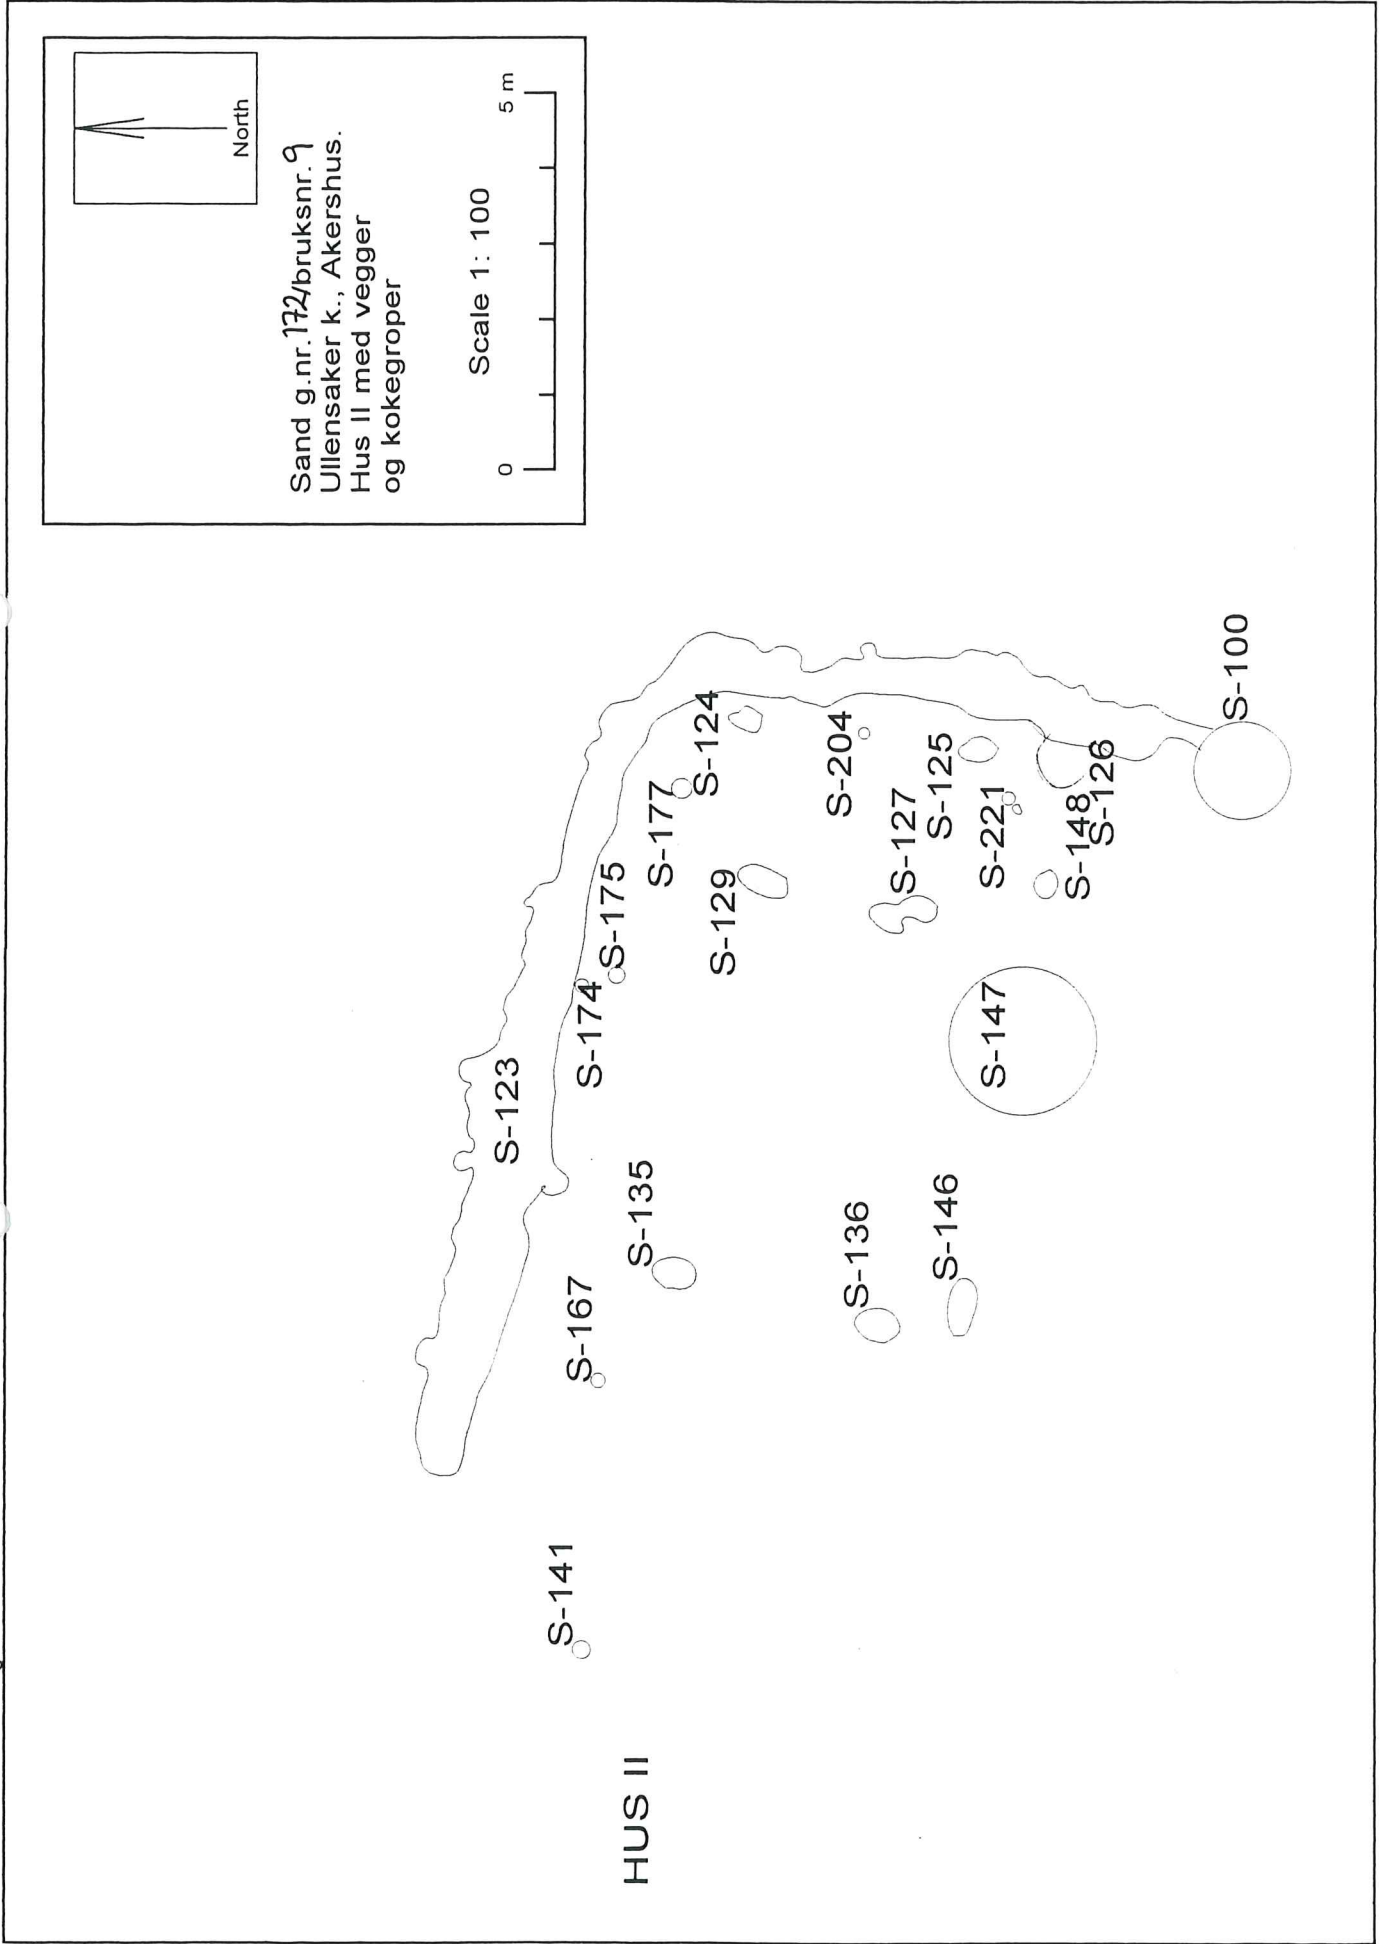 North
Sand g.nr. 172/bruksnr. 9
Ullensaker k., Akershus.
Hus II med vegger
og kokegroper
Scale 1: 100
0
5 m
HUS II
S-141
S-167
S-123
S-135
S-174
S-175
S-177
S-124
S-129
S-136
S-204
S-127
S-125
S-146
S-147
S-221
S-148
S-126
S-100